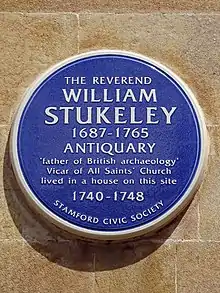 THE REVEREND
WILLIAM
STUKELEY
1687-1765
ANTIQUARY
'father of British archaeology'
Vicar of All Saints' Church
lived in a house on this site
1740-1748
STAMFORD CIVIC SOCIETY